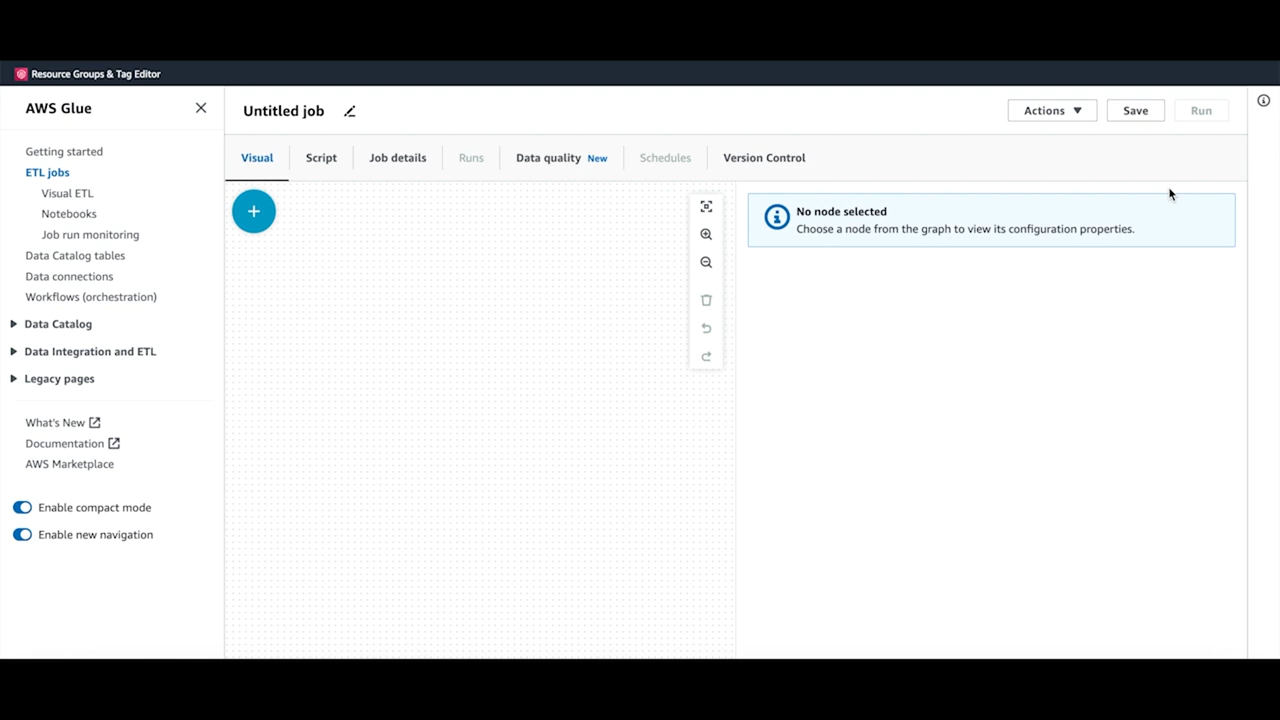 Resource Groups & Tag Editor
AWS Glue
Getting started
ETL jobs
Visual ETL
Notebooks
Job run monitoring
Data Catalog tables
Data connections
Workflows (orchestration)
Data Catalog
Data Integration and ETL
Legacy pages
What's New
Documentation
AWS Marketplace
Enable compact mode
Enable new navigation
Untitled job
Actions Save Run
Visual Script Job details Runs Data quality New Schedules Version Control
No node selected
Choose a node from the graph to view its configuration properties.